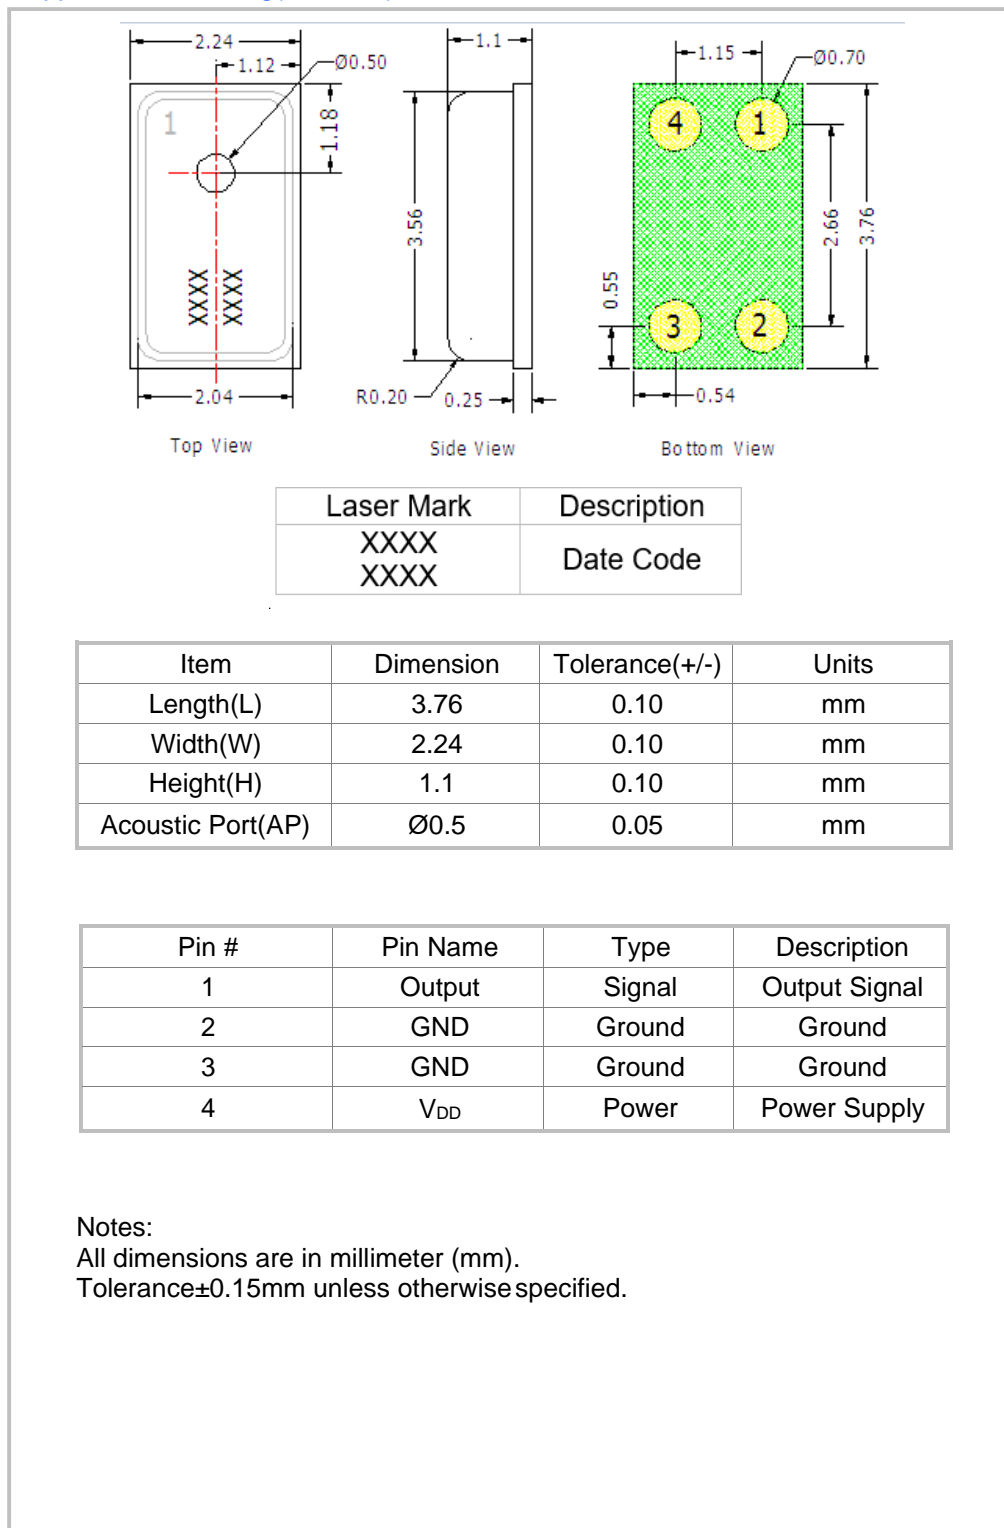 2.24
1.12
Ø0.50
1.18
1
XXXX
XXXX
2.04
Top View
1.1
3.56
R0.20
0.25
Side View
1.15
Ø0.70
4
1
2.66
3.76
0.55
3
2
0.54
Bottom View
Laser Mark Description
XXXX
XXXX
Date Code
Item Dimension Tolerance(+/-) Units
Length(L) 3.76 0.10 mm
Width(W) 2.24 0.10 mm
Height(H) 1.1 0.10 mm
Acoustic Port(AP) Ø0.5 0.05 mm
Pin # Pin Name Type Description
1 Output Signal Output Signal
2 GND Ground Ground
3 GND Ground Ground
4 VDD Power Power Supply
Notes:
All dimensions are in millimeter (mm).
Tolerance±0.15mm unless otherwise specified.